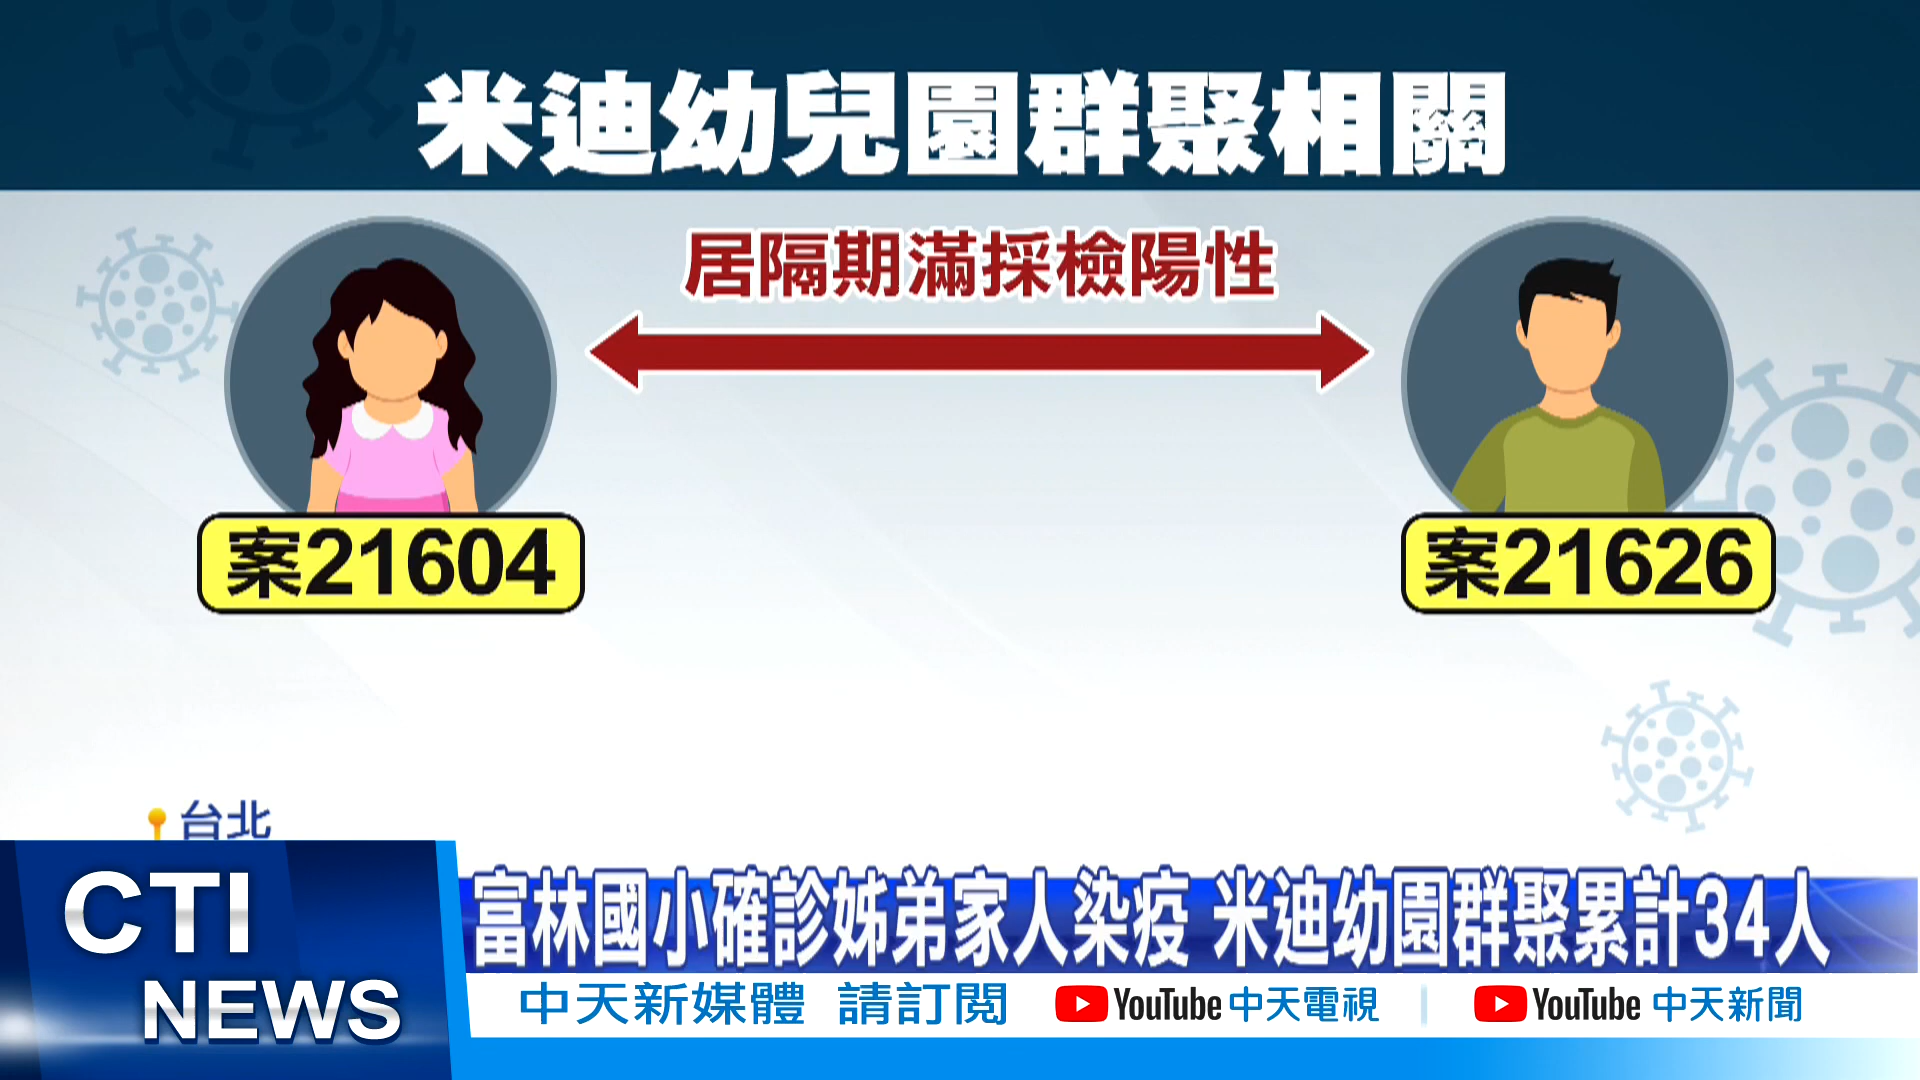 米迪幼兒園群聚相關
居隔期滿採檢陽性
案21604
案21626
台北
CTI
NEWS
富林國小確診姊弟家人染疫 米迪幼園群聚累計34人
中天新媒體 請訂閱 YouTube 中天電視 | YouTube 中天新聞